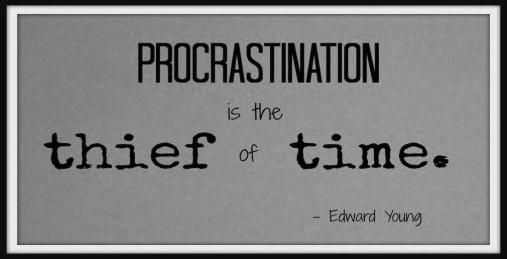 PROCRASTINATION
is the
thief of time.
- Edward Young